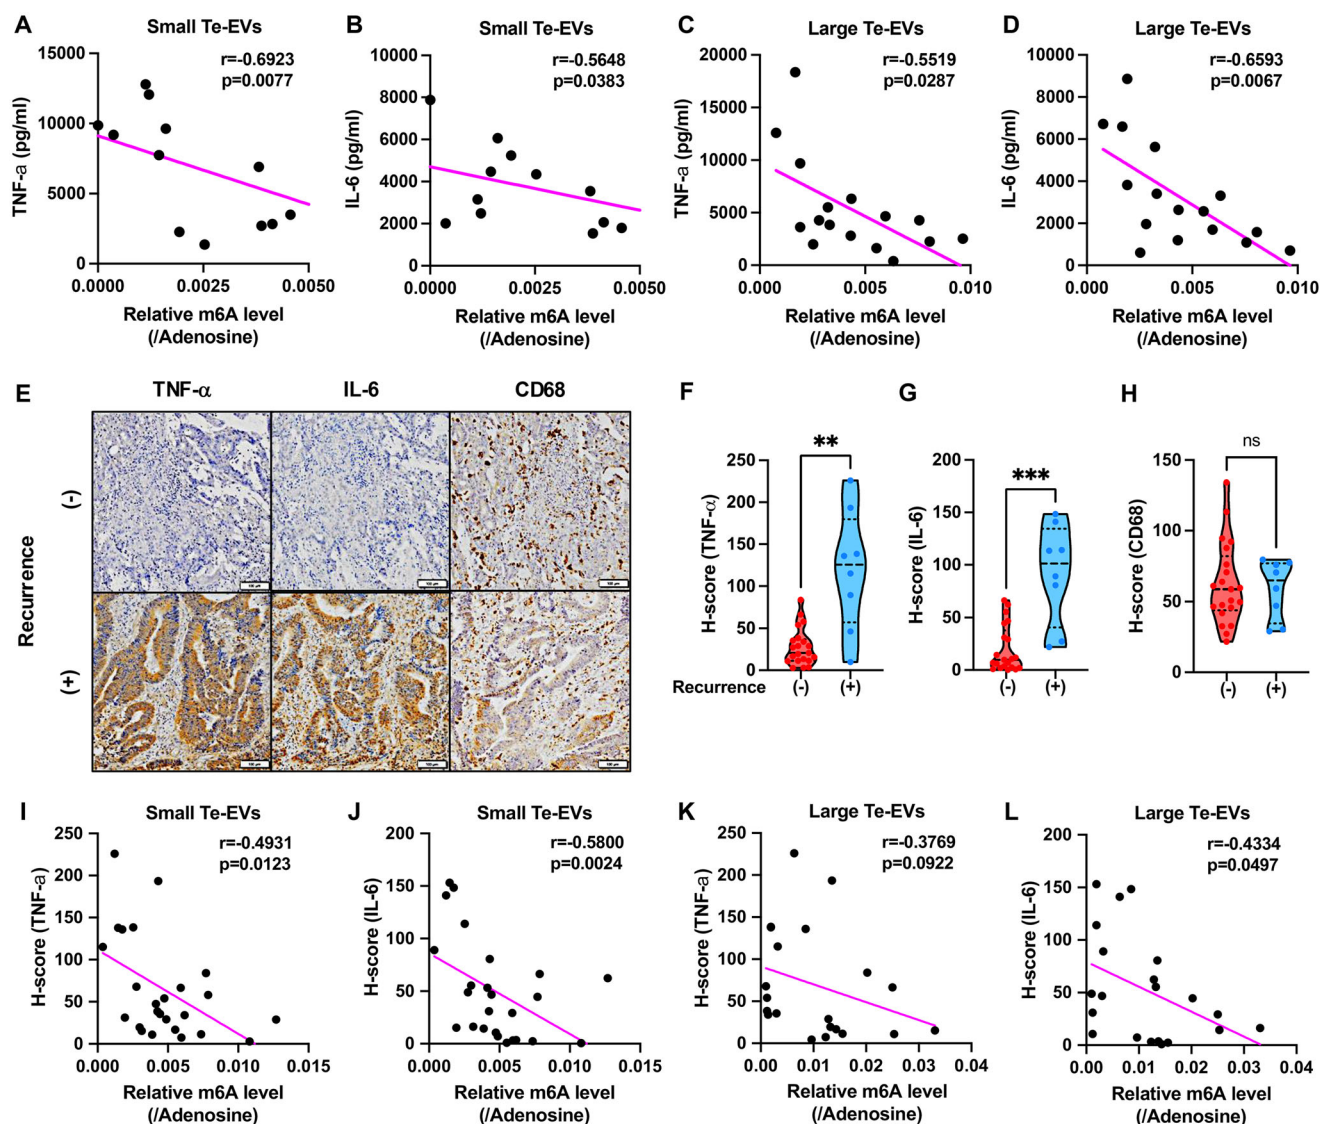 A
Small Te-EVs
r=-0.6923
p=0.0077
TNF-a (pg/ml)
15000
10000
5000
0
0.0000
0.0025
0.0050
Relative m6A level
(/Adenosine)
B
Small Te-EVs
r=-0.5648
p=0.0383
IL-6 (pg/ml)
10000
8000
6000
4000
2000
0
0.0000
0.0025
0.0050
Relative m6A level
(/Adenosine)
C
Large Te-EVs
r=-0.5519
p=0.0287
TNF-a (pg/ml)
20000
15000
10000
5000
0
0.000
0.005
0.010
Relative m6A level
(/Adenosine)
D
Large Te-EVs
r=-0.6593
p=0.0067
IL-6 (pg/ml)
10000
8000
6000
4000
2000
0
0.000
0.005
0.010
Relative m6A level
(/Adenosine)
E
TNF-α
IL-6
CD68
Recurrence
(-)
(+)
100 μm
100 μm
100 μm
100 μm
100 μm
100 μm
F
**
H-score (TNF-α)
250
200
150
100
50
0
Recurrence
(-)
(+)
G
***
H-score (IL-6)
200
150
100
50
0
(-)
(+)
H
ns
H-score (CD68)
150
100
50
0
(-)
(+)
I
Small Te-EVs
r=-0.4931
p=0.0123
H-score (TNF-a)
250
200
150
100
50
0
0.000
0.005
0.010
0.015
Relative m6A level
(/Adenosine)
J
Small Te-EVs
r=-0.5800
p=0.0024
H-score (IL-6)
200
150
100
50
0
0.000
0.005
0.010
0.015
Relative m6A level
(/Adenosine)
K
Large Te-EVs
r=-0.3769
p=0.0922
H-score (TNF-a)
250
200
150
100
50
0
0.00
0.01
0.02
0.03
0.04
Relative m6A level
(/Adenosine)
L
Large Te-EVs
r=-0.4334
p=0.0497
H-score (IL-6)
200
150
100
50
0
0.00
0.01
0.02
0.03
0.04
Relative m6A level
(/Adenosine)